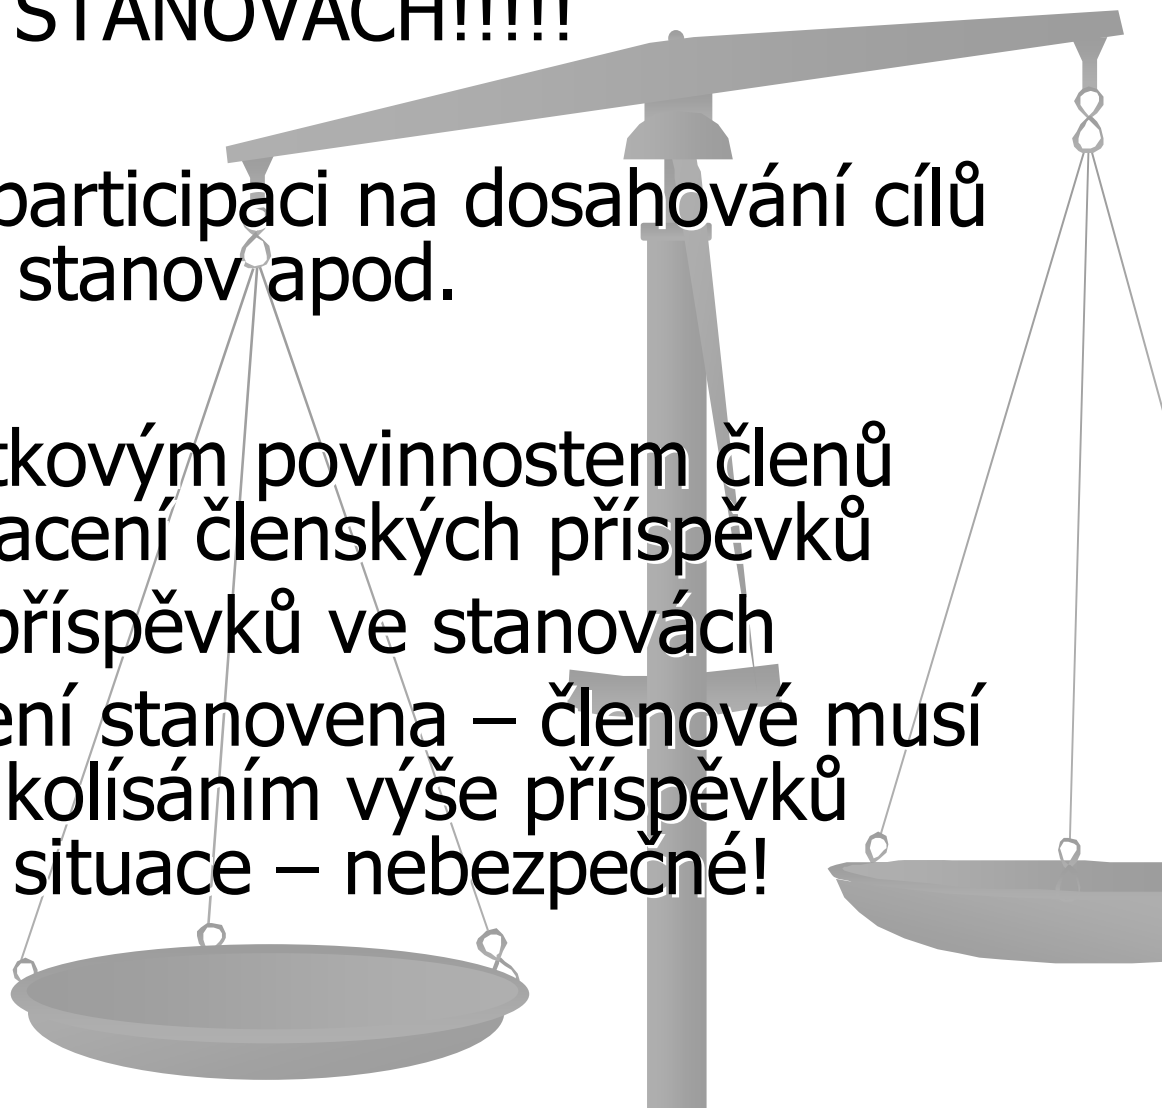 STANOVÁCH!!!!!
participaci na dosahování cílů
stanov apod.
tkovým povinnostem členů
acení členských příspěvků
příspěvků ve stanovách
ení stanovena – členové musí
kolísáním výše příspěvků
situace – nebezpečné!